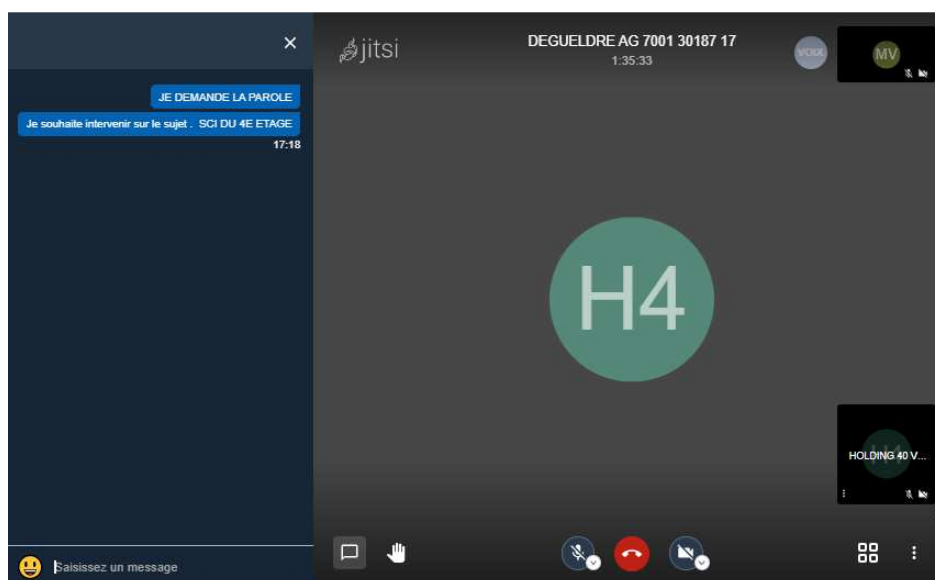 JE DEMANDE LA PAROLE
Je souhaite intervenir sur le sujet . SCI DU 4E ETAGE
17:18
Saisissez un message
jitsi
DEGUELDRE AG 7001 30187 17
1:35:33
VOIX
MV
H4
HOLDING 40 V...